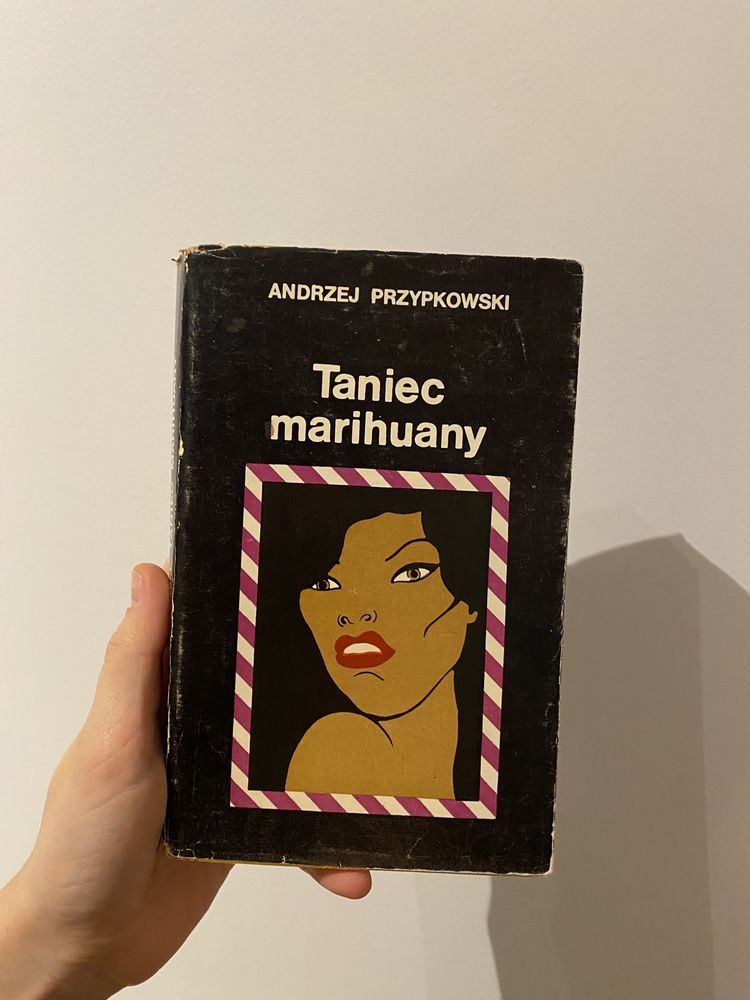 ANDRZEJ PRZYPKOWSKI
Taniec
marihuany